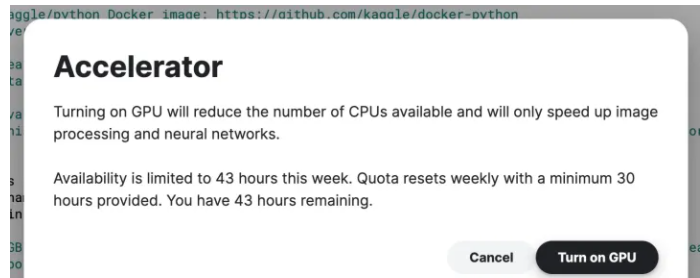 aggle/python Docker image: https://github.com/kaggle/docker-python
Accelerator
Turning on GPU will reduce the number of CPUs available and will only speed up image
processing and neural networks.
Availability is limited to 43 hours this week. Quota resets weekly with a minimum 30
hours provided. You have 43 hours remaining.
Cancel Turn on GPU